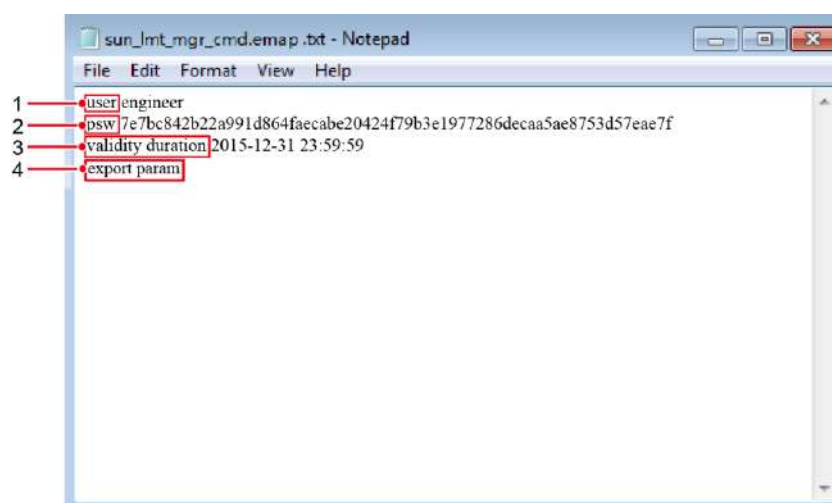 sun_lmt_mgr_cmd.emap .txt - Notepad
File Edit Format View Help
1 user engineer
2 psw 7e7bc842b22a991d864faecabe20424f79b3e1977286decaa5ae8753d57eae7f
3 validity duration 2015-12-31 23:59:59
4 export param